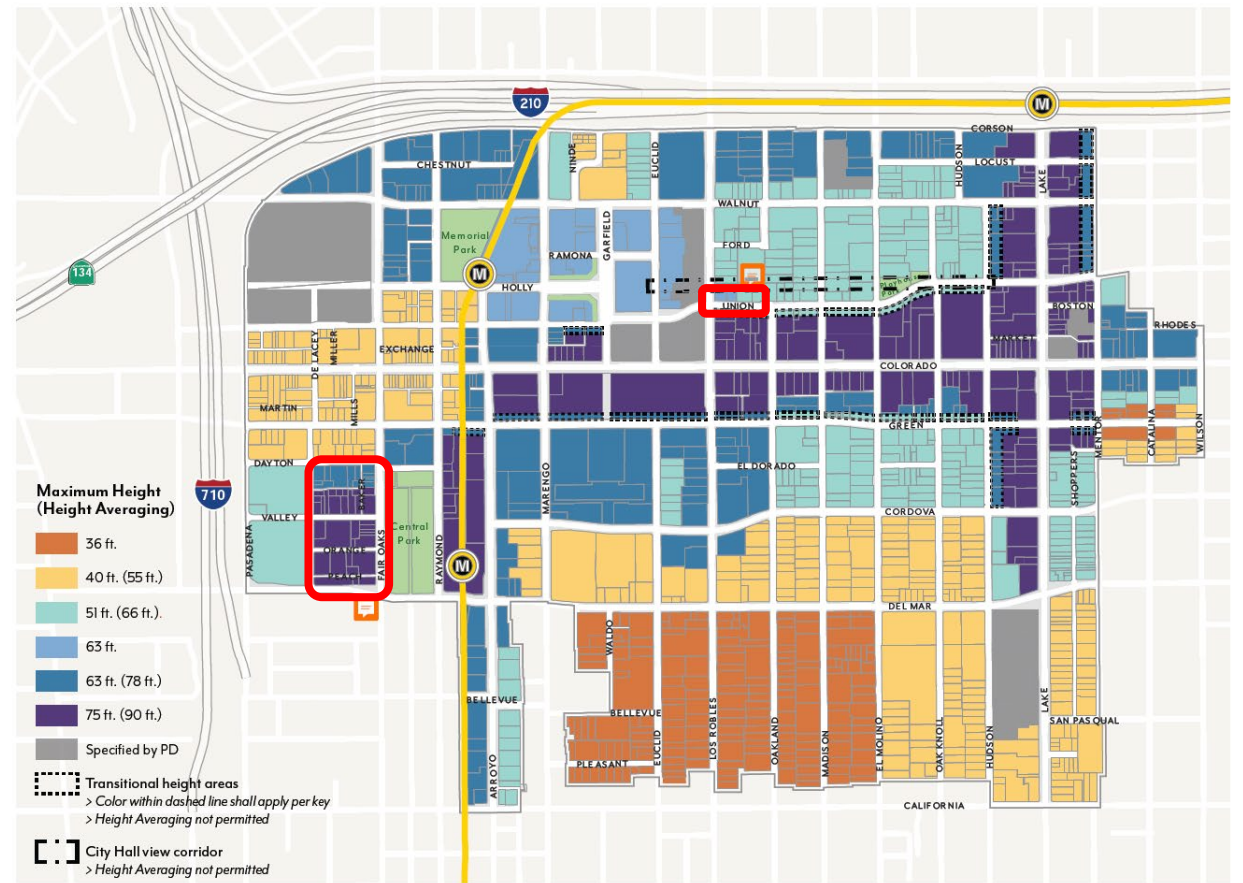 210
M
CORSON
CHESTNUT
NINDE
EUCLID
HUDSON
LOCUST
LAKE
WALNUT
GARFIELD
Memorial
Park
FORD
RAMONA
134
M
HOLLY
Playhouse
Park
UNION
BOSTON
RHODES
DE LACEY
MILLER
EXCHANGE
MARKET
COLORADO
MARTIN
MILLS
GREEN
MENTOR
CATALINA
WILSON
DAYTON
EL DORADO
SHOPPERS
710
MARENGO
VALLEY
CORDOVA
Central
Park
PASADENA
ORANGE
FAIR OAKS
RAYMOND
M
PEACH
DEL MAR
WALDO
BELLEVUE
BELLEVUE
LAKE
SAN PASQUAL
EUCLID
LOS ROBLES
OAKLAND
MADISON
EL MOLINO
OAK KNOLL
HUDSON
PLEASANT
ARROYO
CALIFORNIA
Maximum Height
(Height Averaging)
36 ft.
40 ft. (55 ft.)
51 ft. (66 ft.).
63 ft.
63 ft. (78 ft.)
75 ft. (90 ft.)
Specified by PD
Transitional height areas
> Color within dashed line shall apply per key
> Height Averaging not permitted
City Hall view corridor
> Height Averaging not permitted